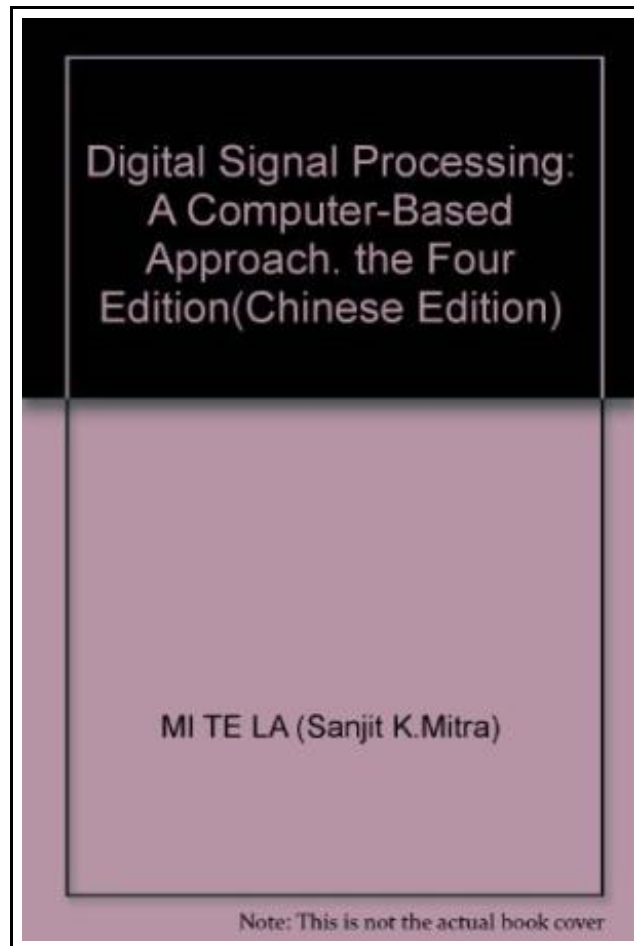 Digital Signal Processing:
A Computer-Based
Approach. the Four
Edition(Chinese Edition)
MI TE LA (Sanjit K.Mitra)
Note: This is not the actual book cover